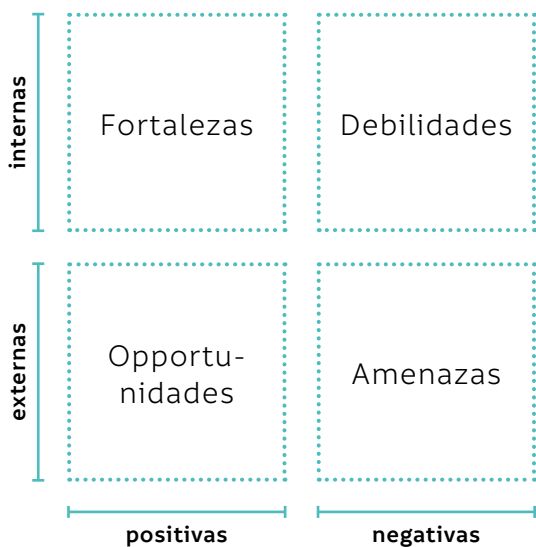 internas
Fortalezas
Debilidades
externas
Opportu-
nidades
Amenazas
positivas
negativas